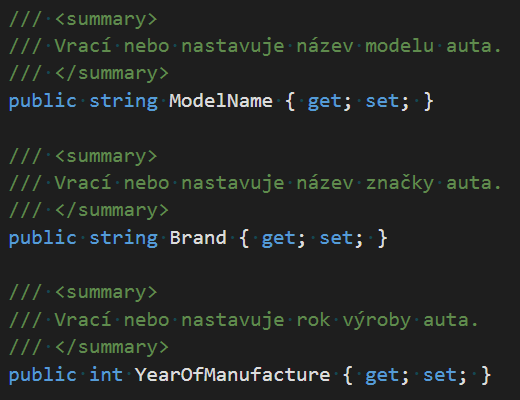 /// <summary>
/// Vrací nebo nastavuje název modelu auta.
/// </summary>
public string ModelName { get; set; }
/// <summary>
/// Vrací nebo nastavuje název značky auta.
/// </summary>
public string Brand { get; set; }
/// <summary>
/// Vrací nebo nastavuje rok výroby auta.
/// </summary>
public int YearOfManufacture { get; set; }